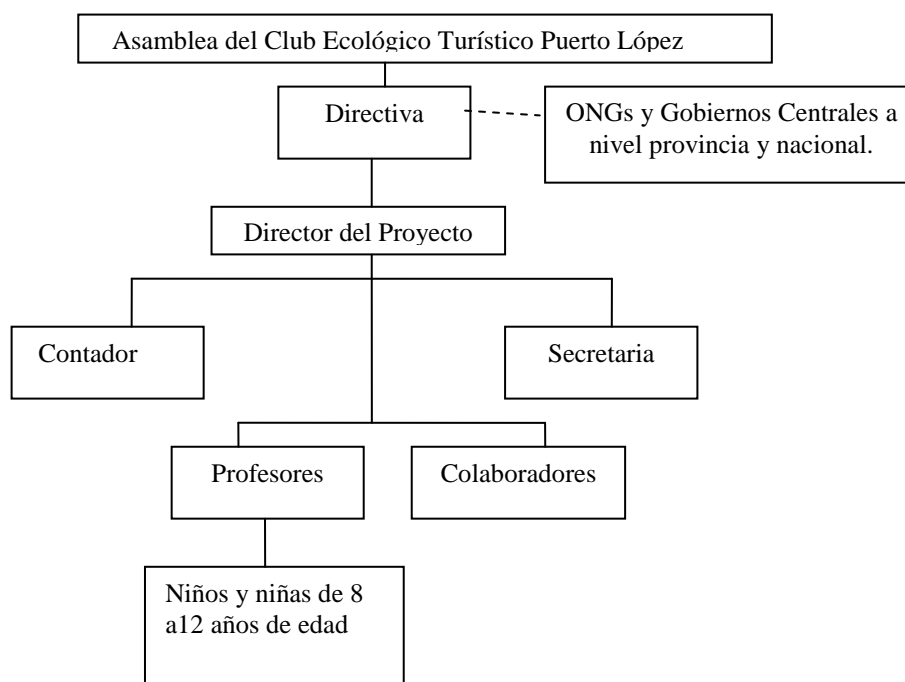 Asamblea del Club Ecológico Turístico Puerto López
Directiva
ONGs y Gobiernos Centrales a
nivel provincia y nacional.
Director del Proyecto
Contador
Secretaria
Profesores
Colaboradores
Niños y niñas de 8
a12 años de edad